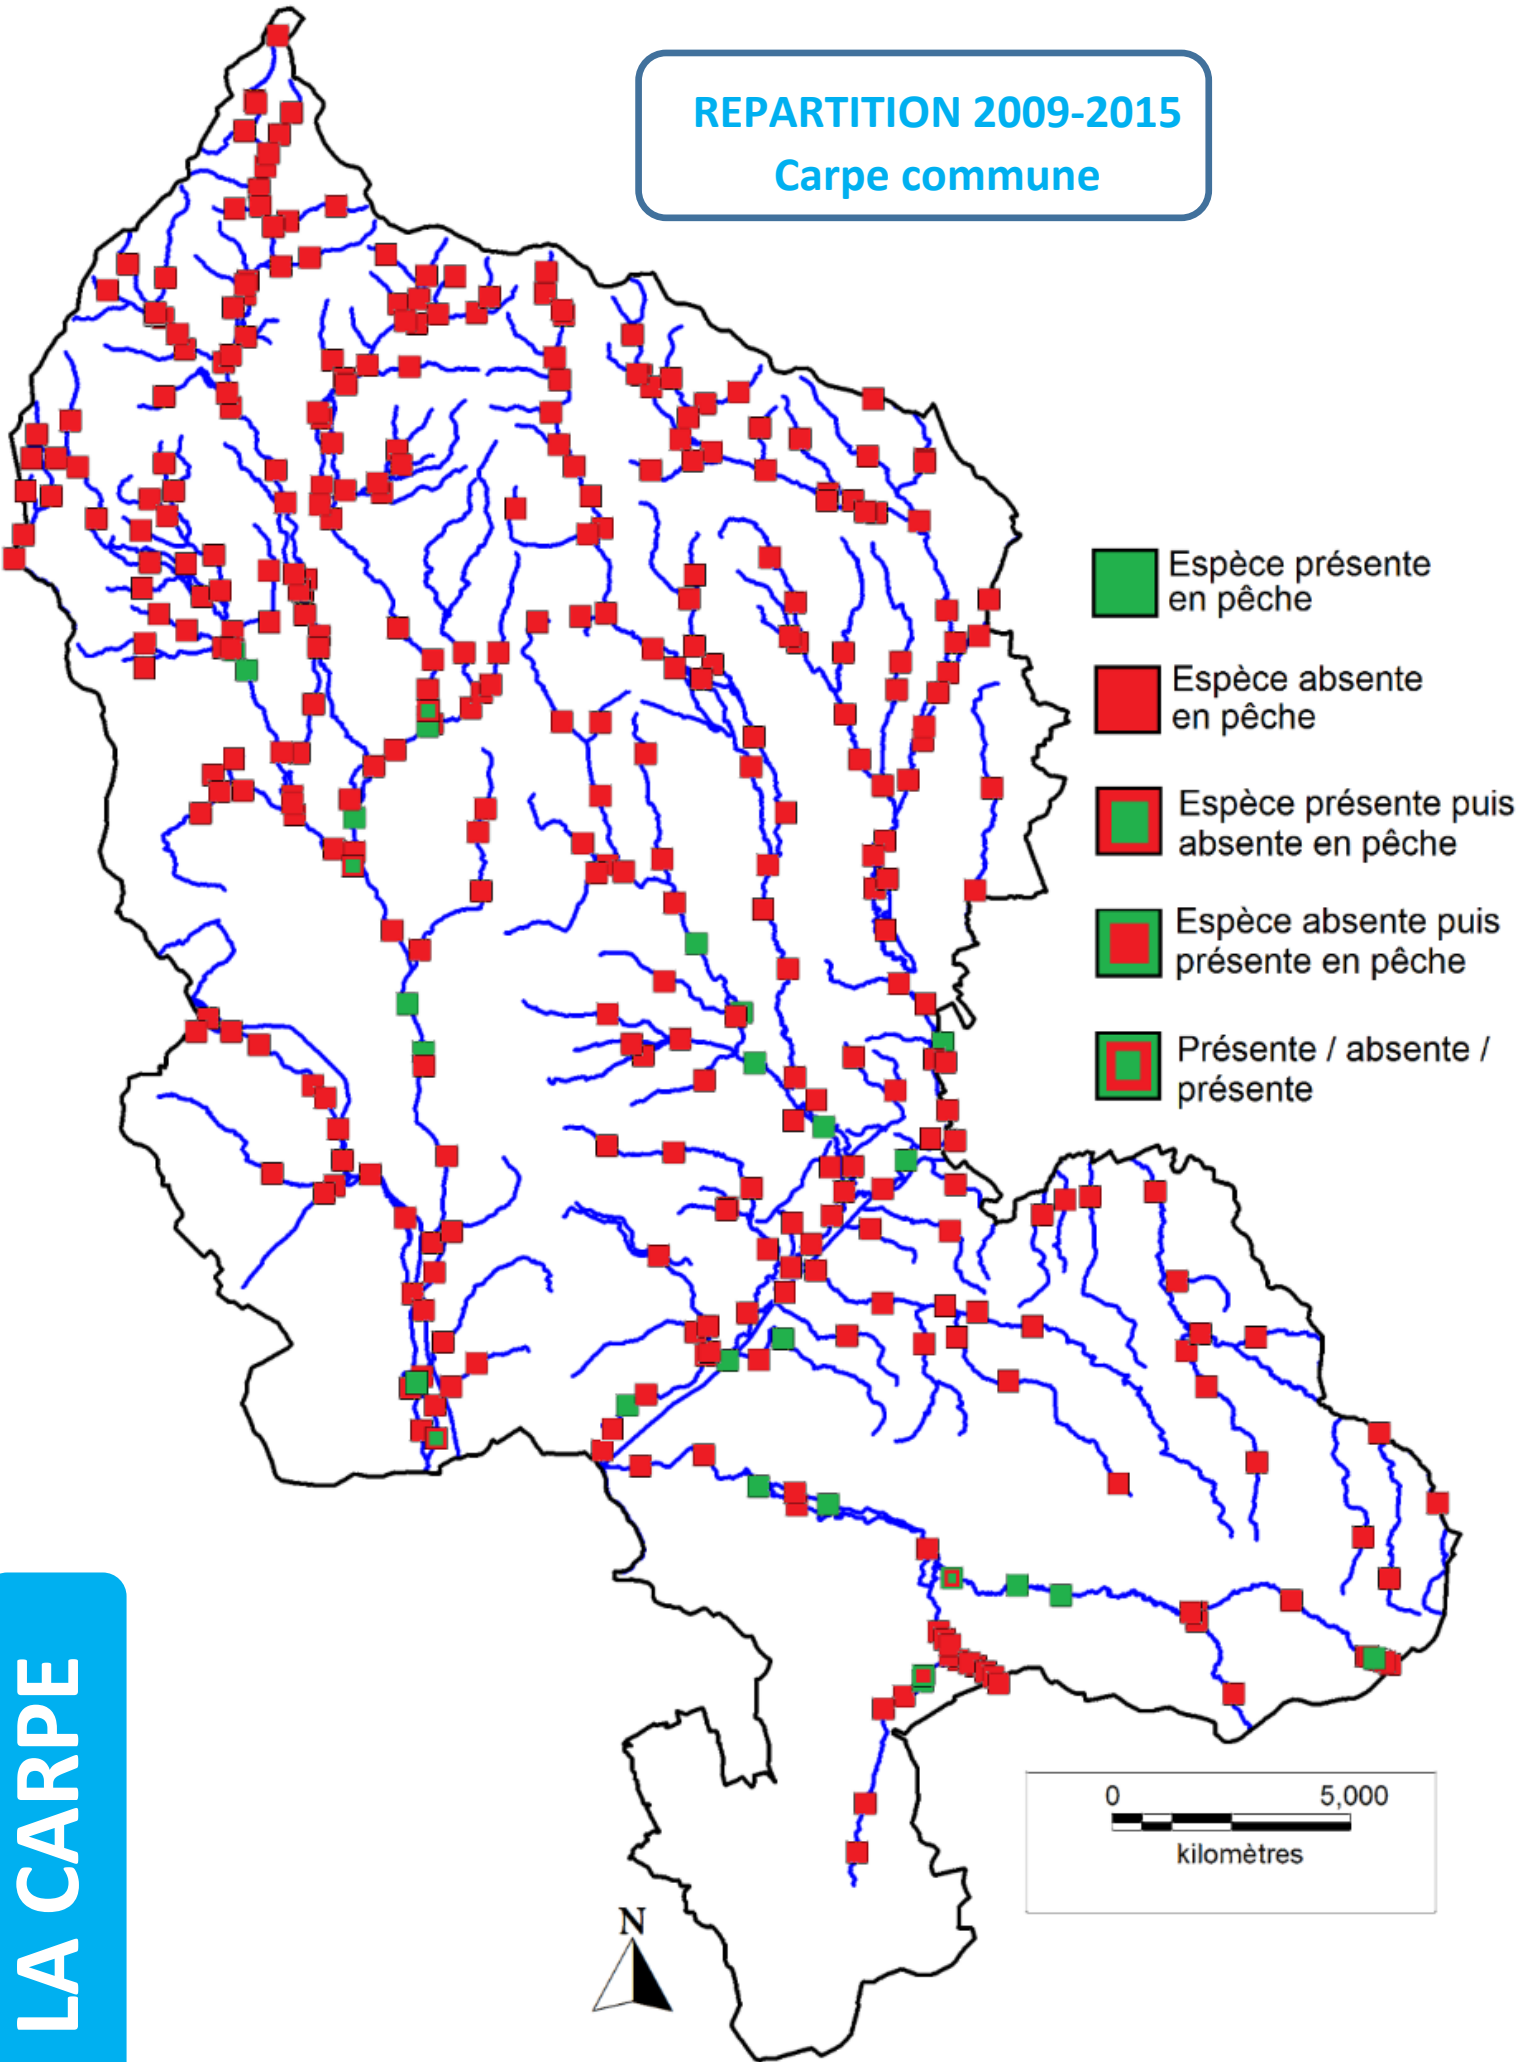 REPARTITION 2009-2015
Carpe commune
Espèce présente
en pêche
Espèce absente
en pêche
Espèce présente puis
absente en pêche
Espèce absente puis
présente en pêche
Présente / absente /
présente
0 5,000
kilomètres
N
LA CARPE